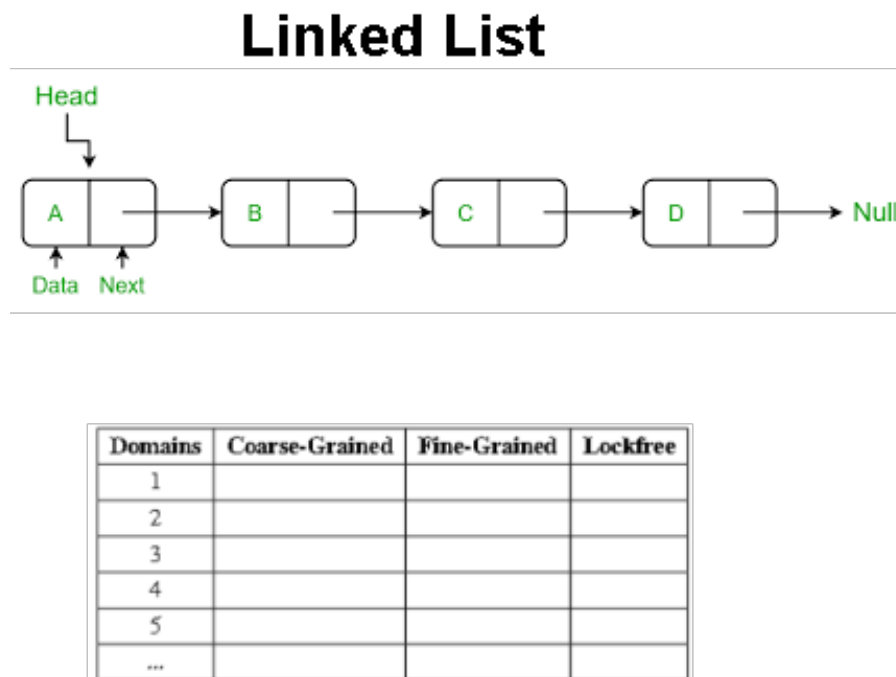 Linked List
Head
A B C D Null
Data Next
Domains Coarse-Grained Fine-Grained Lockfree
1
2
3
4
5
...